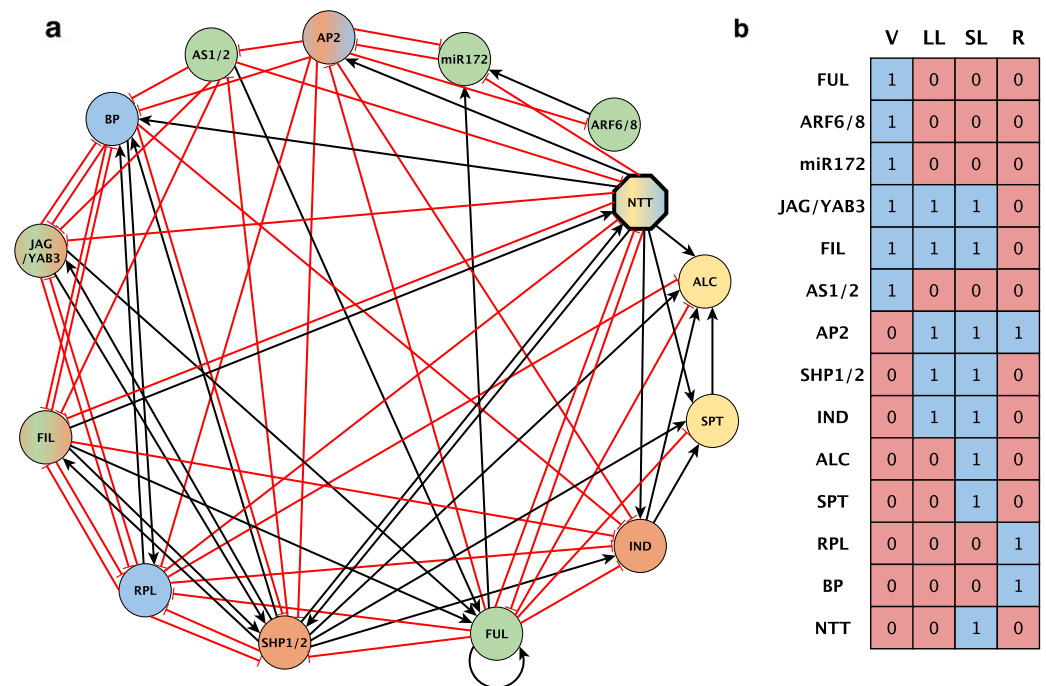 a
AS1/2
AP2
miR172
ARF6/8
BP
NTT
JAG
/YAB3
ALC
SPT
FIL
IND
RPL
SHP1/2
FUL
b
V LL SL R
FUL 1 0 0 0
ARF6/8 1 0 0 0
miR172 1 0 0 0
JAG/YAB3 1 1 1 0
FIL 1 1 1 0
AS1/2 1 0 0 0
AP2 0 1 1 1
SHP1/2 0 1 1 0
IND 0 1 1 0
ALC 0 0 1 0
SPT 0 0 1 0
RPL 0 0 0 1
BP 0 0 0 1
NTT 0 0 1 0